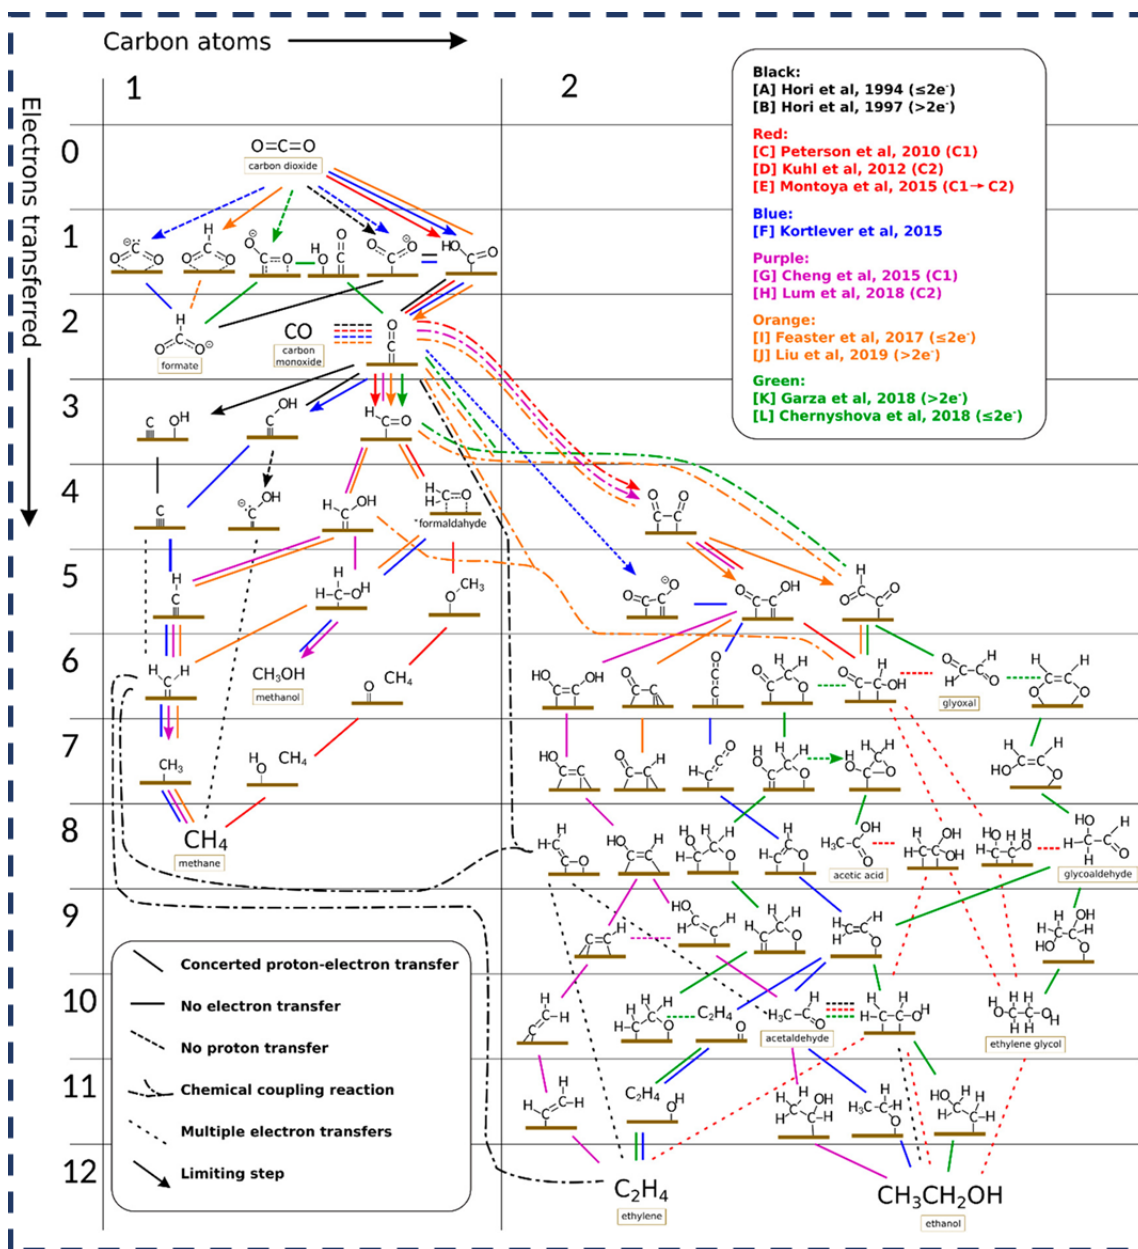 Carbon atoms
Electrons transferred
1
2
0
O=C=O
carbon dioxide
1
2
CO
carbon
monoxide
formate
3
4
*formaldahyde
5
6
CH₃OH
methanol
CH₄
glyoxal
7
CH₃
CH₄
8
CH₄
methane
acetic acid
glycoaldehyde
9
10
C₂H₄
acetaldehyde
ethylene glycol
11
C₂H₄
12
C₂H₄
ethylene
CH₃CH₂OH
ethanol
Black:
[A] Hori et al, 1994 (≤2e⁻)
[B] Hori et al, 1997 (>2e⁻)
Red:
[C] Peterson et al, 2010 (C1)
[D] Kuhl et al, 2012 (C2)
[E] Montoya et al, 2015 (C1→ C2)
Blue:
[F] Kortlever et al, 2015
Purple:
[G] Cheng et al, 2015 (C1)
[H] Lum et al, 2018 (C2)
Orange:
[I] Feaster et al, 2017 (≤2e⁻)
[J] Liu et al, 2019 (>2e⁻)
Green:
[K] Garza et al, 2018 (>2e⁻)
[L] Chernyshova et al, 2018 (≤2e⁻)
Concerted proton-electron transfer
No electron transfer
No proton transfer
Chemical coupling reaction
Multiple electron transfers
Limiting step